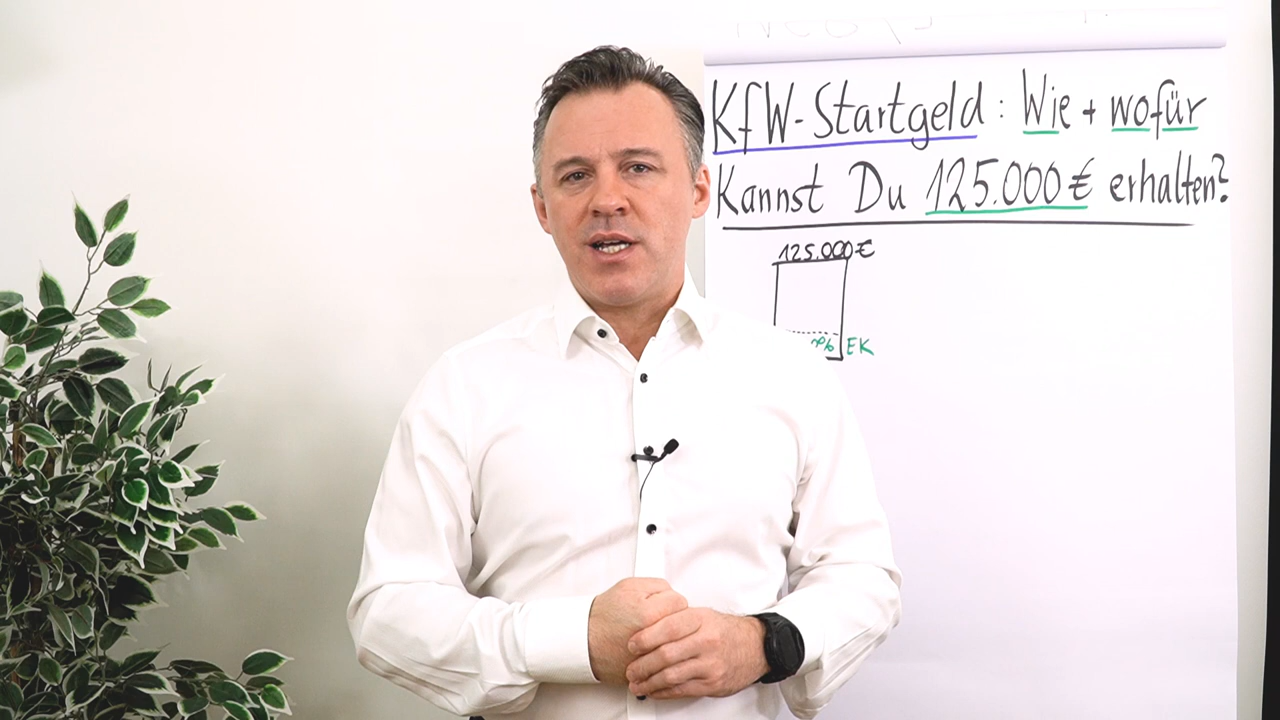 KfW-Startgeld: Wie + wofür
Kannst Du 125.000 € erhalten?
125.000 €
EK